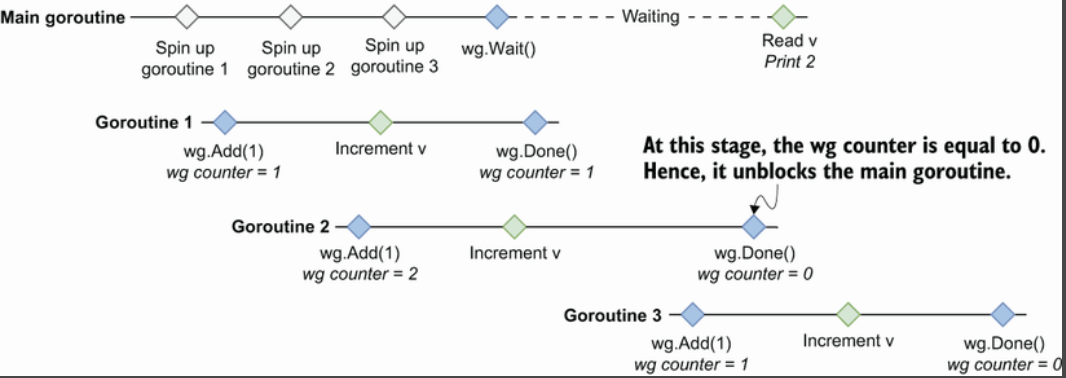 Main goroutine
Waiting
Spin up
goroutine 1
Spin up
goroutine 2
Spin up
goroutine 3
wg.Wait()
Read v
Print 2
Goroutine 1
wg.Add(1)
wg counter = 1
Increment v
wg.Done()
wg counter = 1
At this stage, the wg counter is equal to 0.
Hence, it unblocks the main goroutine.
Goroutine 2
wg.Add(1)
wg counter = 2
Increment v
wg.Done()
wg counter = 0
Goroutine 3
wg.Add(1)
wg counter = 1
Increment v
wg.Done()
wg counter = 0